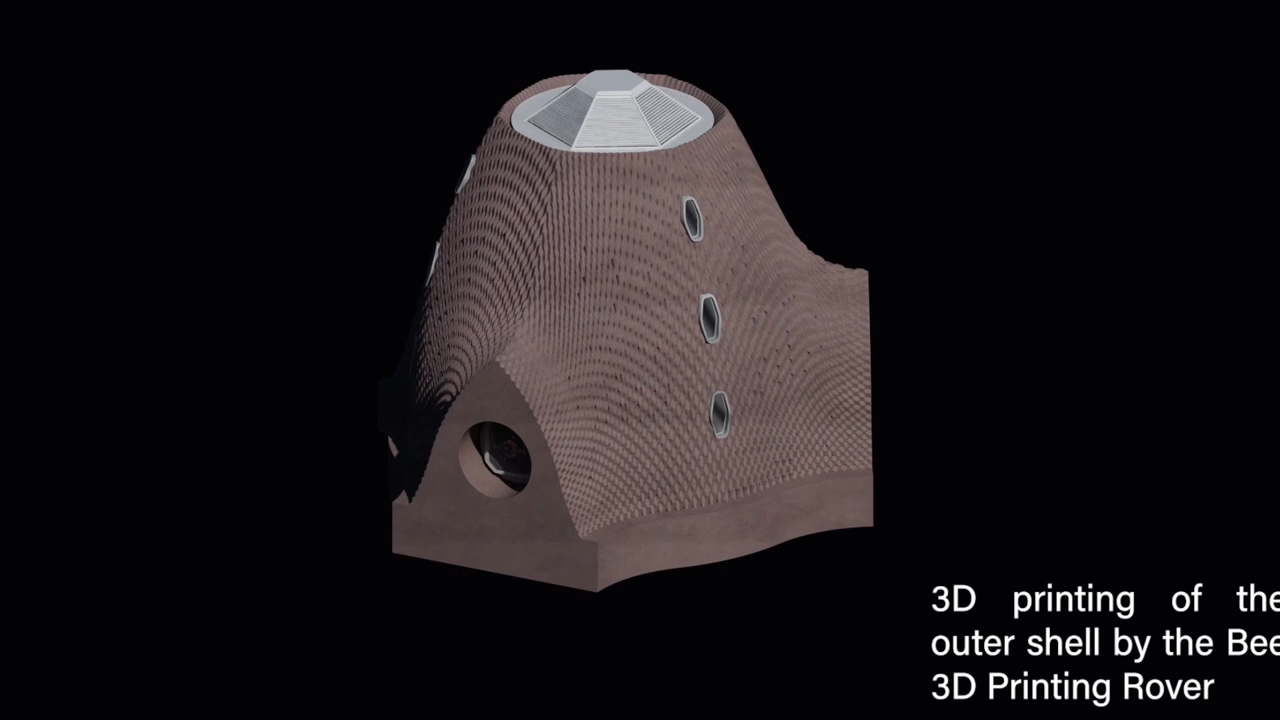 3D printing of the
outer shell by the Bee
3D Printing Rover